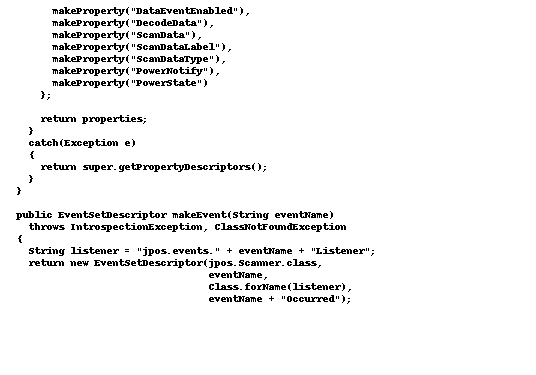 makeProperty("DataEventEnabled"),
makeProperty("DecodeData"),
makeProperty("ScanData"),
makeProperty("ScanDataLabel"),
makeProperty("ScanDataType"),
makeProperty("PowerNotify"),
makeProperty("PowerState")
};
return properties;
}
catch(Exception e)
{
return super.getPropertyDescriptors();
}
}
public EventSetDescriptor makeEvent(String eventName)
throws IntrospectionException, ClassNotFoundException
{
String listener = "jpos.events." + eventName + "Listener";
return new EventSetDescriptor(jpos.Scanner.class,
eventName,
Class.forName(listener),
eventName + "Occurred");